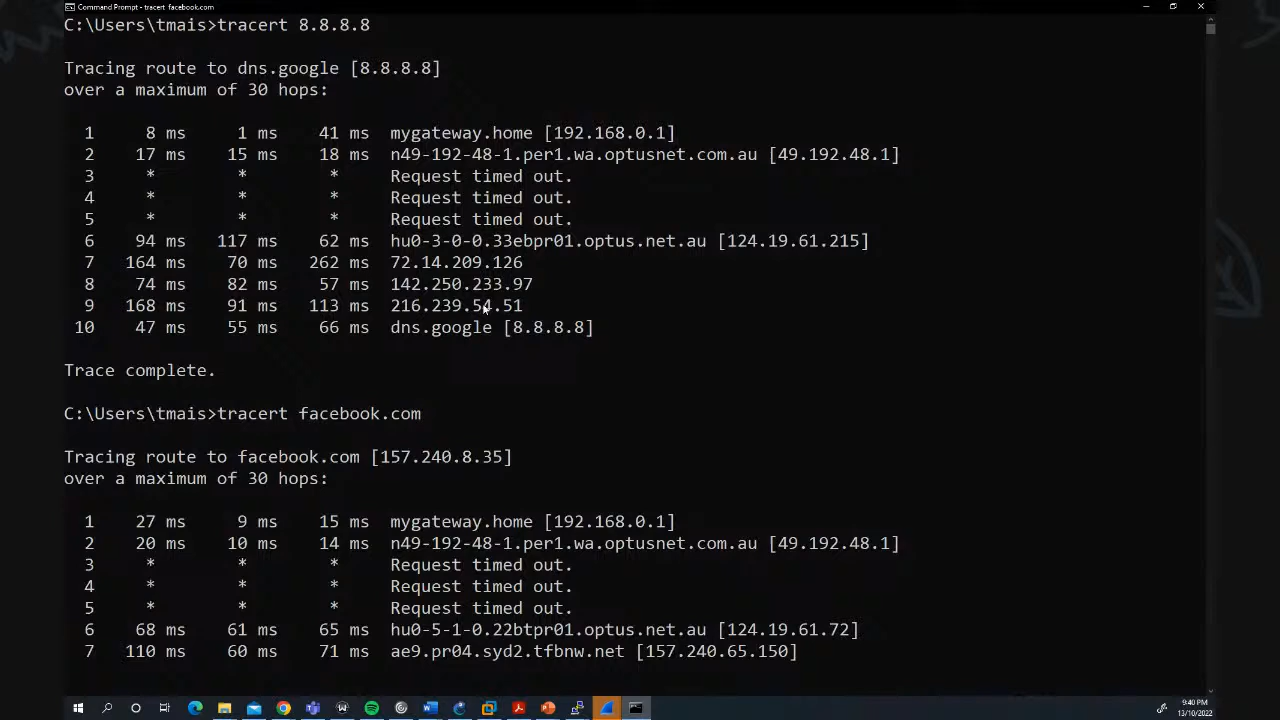 Command Prompt - tracert facebook.com
C:\Users\tmais>tracert 8.8.8.8
Tracing route to dns.google [8.8.8.8]
over a maximum of 30 hops:
1 8 ms 1 ms 41 ms mygateway.home [192.168.0.1]
2 17 ms 15 ms 18 ms n49-192-48-1.per1.wa.optusnet.com.au [49.192.48.1]
3 * * * Request timed out.
4 * * * Request timed out.
5 * * * Request timed out.
6 94 ms 117 ms 62 ms hu0-3-0-0.33ebpr01.optus.net.au [124.19.61.215]
7 164 ms 70 ms 262 ms 72.14.209.126
8 74 ms 82 ms 57 ms 142.250.233.97
9 168 ms 91 ms 113 ms 216.239.54.51
10 47 ms 55 ms 66 ms dns.google [8.8.8.8]
Trace complete.
C:\Users\tmais>tracert facebook.com
Tracing route to facebook.com [157.240.8.35]
over a maximum of 30 hops:
1 27 ms 9 ms 15 ms mygateway.home [192.168.0.1]
2 20 ms 10 ms 14 ms n49-192-48-1.per1.wa.optusnet.com.au [49.192.48.1]
3 * * * Request timed out.
4 * * * Request timed out.
5 * * * Request timed out.
6 68 ms 61 ms 65 ms hu0-5-1-0.22btpr01.optus.net.au [124.19.61.72]
7 110 ms 60 ms 71 ms ae9.pr04.syd2.tfbnw.net [157.240.65.150]
9:40 PM
13/10/2022